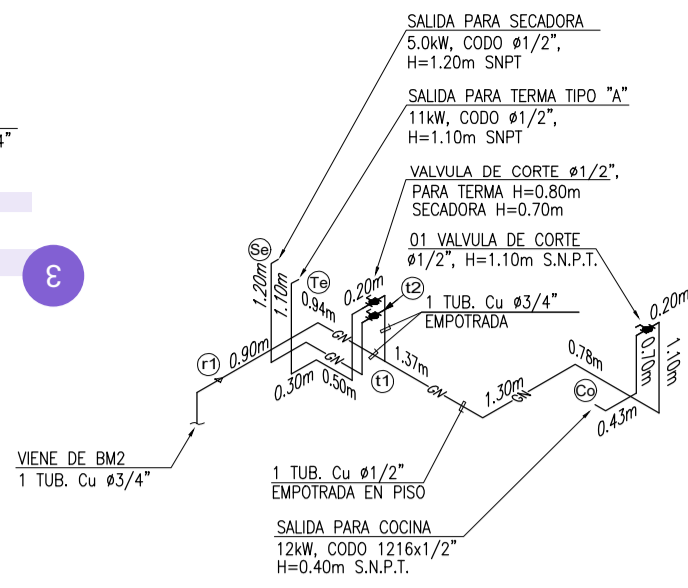 SALIDA PARA SECADORA
5.0kW, CODO ø1/2",
H=1.20m SNPT
SALIDA PARA TERMA TIPO "A"
11kW, CODO ø1/2",
H=1.10m SNPT
4"
VALVULA DE CORTE ø1/2",
PARA TERMA H=0.80m
SECADORA H=0.70m
3
01 VALVULA DE CORTE
ø1/2", H=1.10m S.N.P.T.
Se
Te
t2
1.20m
1.10m
0.94m
0.20m
0.20m
1 TUB. Cu ø3/4"
EMPOTRADA
GN
GN
r1
0.90m
0.30m
0.50m
t1
1.37m
GN
1.30m
GN
0.78m
0.70m
1.10m
Co
0.43m
VIENE DE BM2
1 TUB. Cu ø3/4"
1 TUB. Cu ø1/2"
EMPOTRADA EN PISO
SALIDA PARA COCINA
12kW, CODO 1216x1/2"
H=0.40m S.N.P.T.